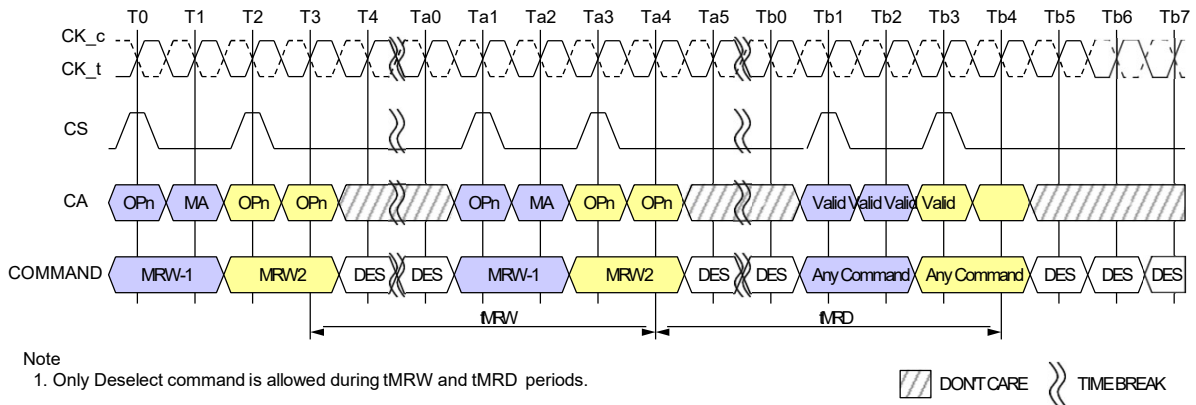 T0 T1 T2 T3 T4 Ta0 Ta1 Ta2 Ta3 Ta4 Ta5 Tb0 Tb1 Tb2 Tb3 Tb4 Tb5 Tb6 Tb7
CK_c
CK_t
CS
CA OPn MA OPn OPn OPn MA OPn OPn Valid Valid Valid Valid
COMMAND MRW-1 MRW2 DES DES MRW-1 MRW2 DES DES Any Command Any Command DES DES DES
tMRW tMRD
Note
1. Only Deselect command is allowed during tMRW and tMRD periods.
DON'T CARE TIME BREAK